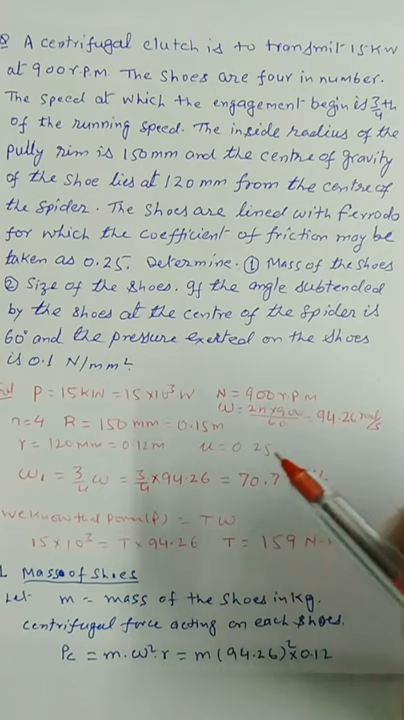 Q A centrifugal clutch is to transmit 15 KW
at 900 r.p.m. The shoes are four in number.
The speed at which the engagement begin is 3/4 th
of the running speed. The inside radius of the
pully rim is 150mm and the centre of gravity
of the shoe lies at 120 mm from the centre of
the spider. The shoes are lined with ferrodo
for which the coefficient of friction may be
taken as 0.25. Determine. ① Mass of the shoes
② Size of the shoes. If the angle subtended
by the shoes at the centre of the spider is
60° and the pressure exerted on the shoes
is 0.1 N/mm².
P = 15KW = 15×10³ W N = 900 r.p.m
n=4 R = 150 mm = 0.15m ω = 2π×900/60 = 94.26 rad/s
r = 120mm = 0.12m u = 0.25
ω₁ = 3/4 ω = 3/4 × 94.26 = 70.7
We know that power(P) = Tω
15×10³ = T×94.26 T = 159 N-
1. Mass of Shoes
Let m = mass of the shoes in kg.
centrifugal force acting on each shoes.
Pc = m.ω².r = m(94.26)²×0.12